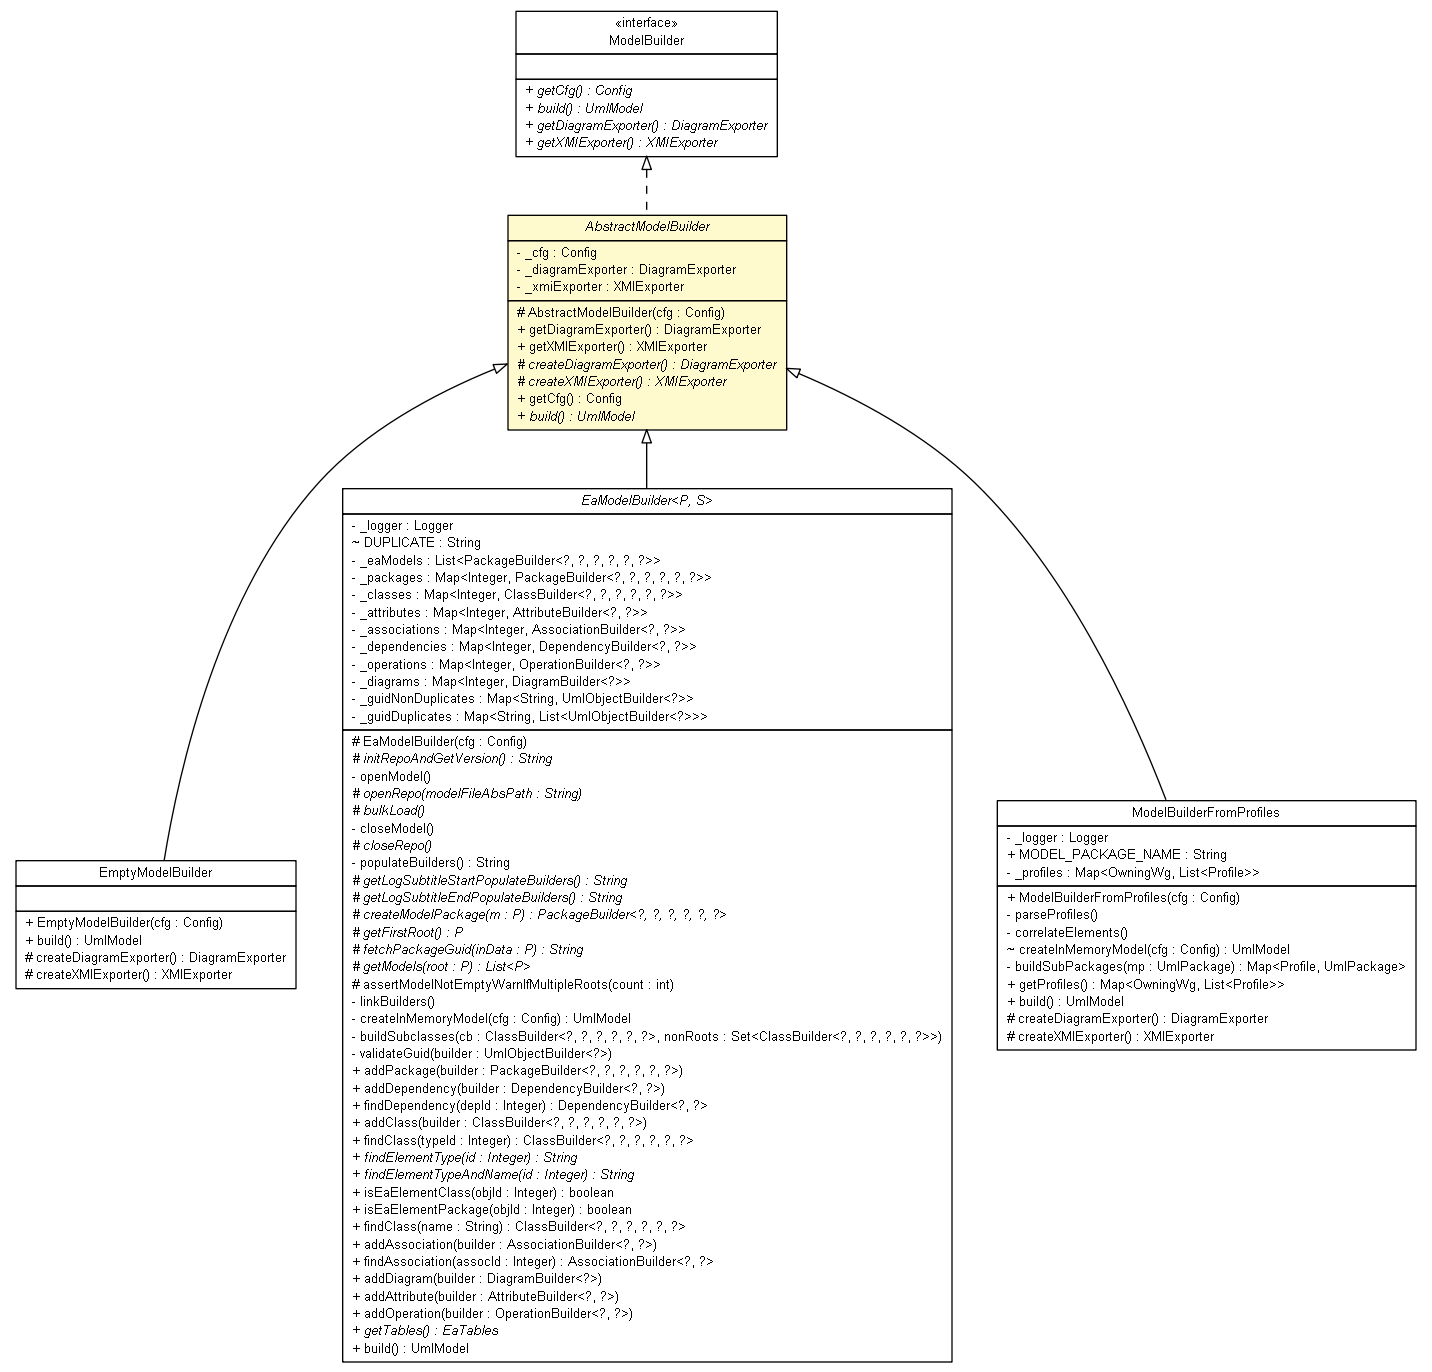 «interface»
ModelBuilder
+ getCfg() : Config
+ build() : UmlModel
+ getDiagramExporter() : DiagramExporter
+ getXMIExporter() : XMIExporter
AbstractModelBuilder
- _cfg : Config
- _diagramExporter : DiagramExporter
- _xmiExporter : XMIExporter
# AbstractModelBuilder(cfg : Config)
+ getDiagramExporter() : DiagramExporter
+ getXMIExporter() : XMIExporter
# createDiagramExporter() : DiagramExporter
# createXMIExporter() : XMIExporter
+ getCfg() : Config
+ build() : UmlModel
EaModelBuilder<P, S>
- _logger : Logger
~ DUPLICATE : String
- _eaModels : List<PackageBuilder<?, ?, ?, ?, ?, ?>>
- _packages : Map<Integer, PackageBuilder<?, ?, ?, ?, ?, ?>>
- _classes : Map<Integer, ClassBuilder<?, ?, ?, ?, ?, ?>>
- _attributes : Map<Integer, AttributeBuilder<?, ?>>
- _associations : Map<Integer, AssociationBuilder<?, ?>>
- _dependencies : Map<Integer, DependencyBuilder<?, ?>>
- _operations : Map<Integer, OperationBuilder<?, ?>>
- _diagrams : Map<Integer, DiagramBuilder<?>>
- _guidNonDuplicates : Map<String, UmlObjectBuilder<?>>
- _guidDuplicates : Map<String, List<UmlObjectBuilder<?>>>
# EaModelBuilder(cfg : Config)
# initRepoAndGetVersion() : String
- openModel()
# openRepo(modelFileAbsPath : String)
# bulkLoad()
- closeModel()
# closeRepo()
- populateBuilders() : String
# getLogSubtitleStartPopulateBuilders() : String
# getLogSubtitleEndPopulateBuilders() : String
# createModelPackage(m : P) : PackageBuilder<?, ?, ?, ?, ?, ?>
# getFirstRoot() : P
# fetchPackageGuid(inData : P) : String
# getModels(root : P) : List<P>
# assertModelNotEmptyWarnIfMultipleRoots(count : int)
- linkBuilders()
- createInMemoryModel(cfg : Config) : UmlModel
- buildSubclasses(cb : ClassBuilder<?, ?, ?, ?, ?, ?>, nonRoots : Set<ClassBuilder<?, ?, ?, ?, ?, ?>>)
- validateGuid(builder : UmlObjectBuilder<?>)
+ addPackage(builder : PackageBuilder<?, ?, ?, ?, ?, ?>)
+ addDependency(builder : DependencyBuilder<?, ?>)
+ findDependency(depId : Integer) : DependencyBuilder<?, ?>
+ addClass(builder : ClassBuilder<?, ?, ?, ?, ?, ?>)
+ findClass(typeId : Integer) : ClassBuilder<?, ?, ?, ?, ?, ?>
+ findElementType(id : Integer) : String
+ findElementTypeAndName(id : Integer) : String
+ isEaElementClass(objId : Integer) : boolean
+ isEaElementPackage(objId : Integer) : boolean
+ findClass(name : String) : ClassBuilder<?, ?, ?, ?, ?, ?>
+ addAssociation(builder : AssociationBuilder<?, ?>)
+ findAssociation(assocId : Integer) : AssociationBuilder<?, ?>
+ addDiagram(builder : DiagramBuilder<?>)
+ addAttribute(builder : AttributeBuilder<?, ?>)
+ addOperation(builder : OperationBuilder<?, ?>)
+ getTables() : EaTables
+ build() : UmlModel
EmptyModelBuilder
+ EmptyModelBuilder(cfg : Config)
+ build() : UmlModel
# createDiagramExporter() : DiagramExporter
# createXMIExporter() : XMIExporter
ModelBuilderFromProfiles
- _logger : Logger
+ MODEL_PACKAGE_NAME : String
- _profiles : Map<OwningWg, List<Profile>>
+ ModelBuilderFromProfiles(cfg : Config)
- parseProfiles()
- correlateElements()
~ createInMemoryModel(cfg : Config) : UmlModel
- buildSubPackages(mp : UmlPackage) : Map<Profile, UmlPackage>
+ getProfiles() : Map<OwningWg, List<Profile>>
+ build() : UmlModel
# createDiagramExporter() : DiagramExporter
# createXMIExporter() : XMIExporter